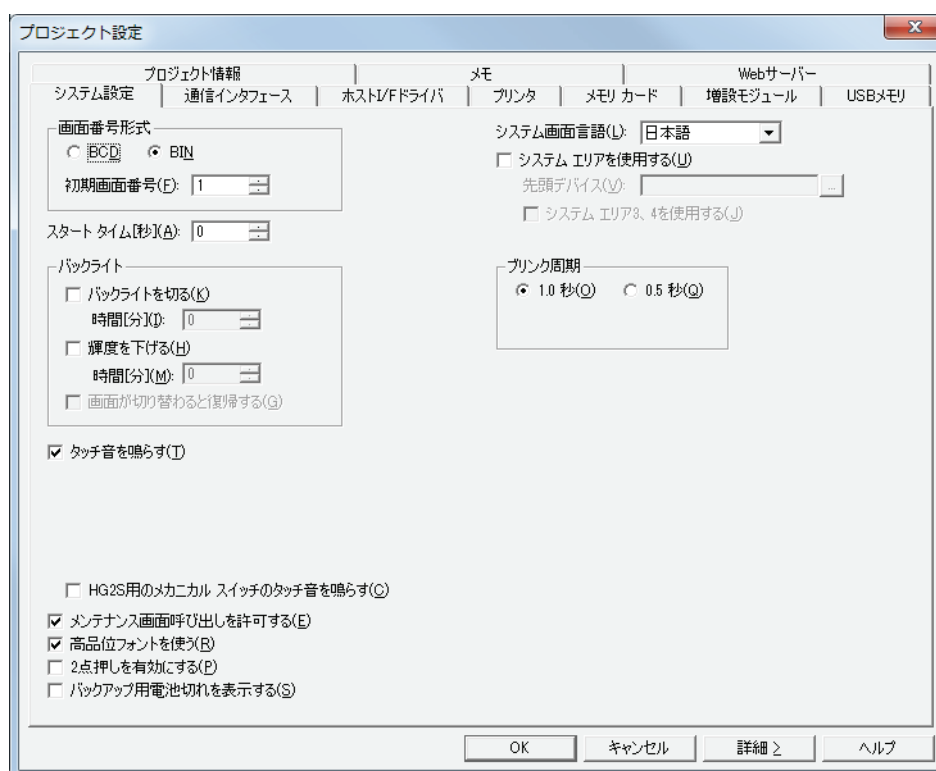 プロジェクト設定
プロジェクト情報 メモ Webサーバー
システム設定 通信インタフェース ホストI/Fドライバ プリンタ メモリ カード 増設モジュール USBメモリ
画面番号形式
BCD BIN
初期画面番号(F): 1
スタート タイム[秒](A): 0
バックライト
バックライトを切る(K)
時間[分](I): 0
輝度を下げる(H)
時間[分](M): 0
画面が切り替わると復帰する(G)
タッチ音を鳴らす(T)
HG2S用のメカニカル スイッチのタッチ音を鳴らす(C)
メンテナンス画面呼び出しを許可する(E)
高品位フォントを使う(R)
2点押しを有効にする(P)
バックアップ用電池切れを表示する(S)
システム画面言語(L): 日本語
システム エリアを使用する(U)
先頭デバイス(V): ...
システム エリア3、4を使用する(J)
ブリンク周期
1.0 秒(O) 0.5 秒(Q)
OK キャンセル 詳細 ≥ ヘルプ